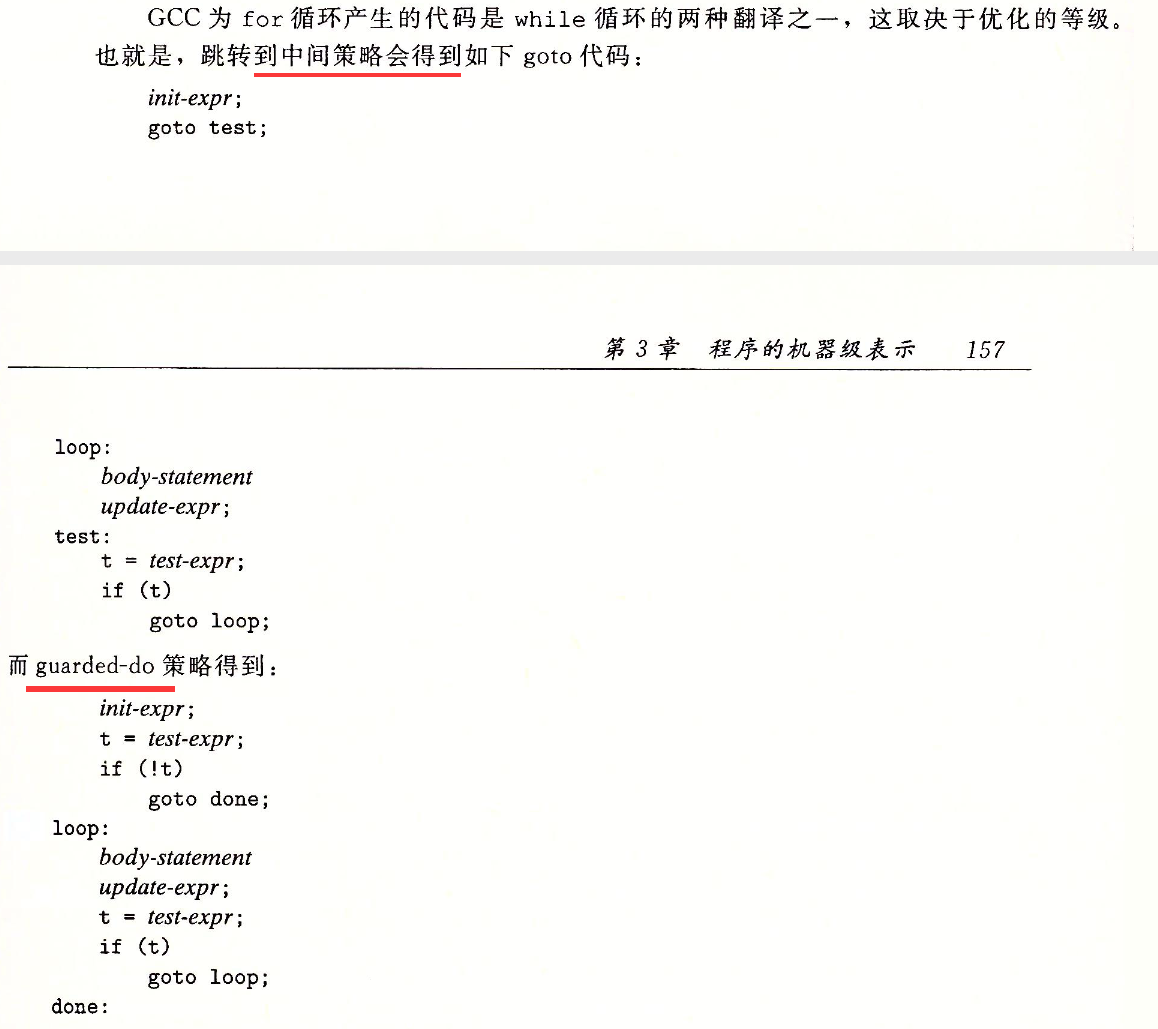 GCC 为 for 循环产生的代码是 while 循环的两种翻译之一，这取决于优化的等级。
也就是，跳转到中间策略会得到如下 goto 代码：
init-expr;
goto test;
第 3 章 程序的机器级表示 157
loop:
body-statement
update-expr;
test:
t = test-expr;
if (t)
goto loop;
而 guarded-do 策略得到：
init-expr;
t = test-expr;
if (!t)
goto done;
loop:
body-statement
update-expr;
t = test-expr;
if (t)
goto loop;
done: